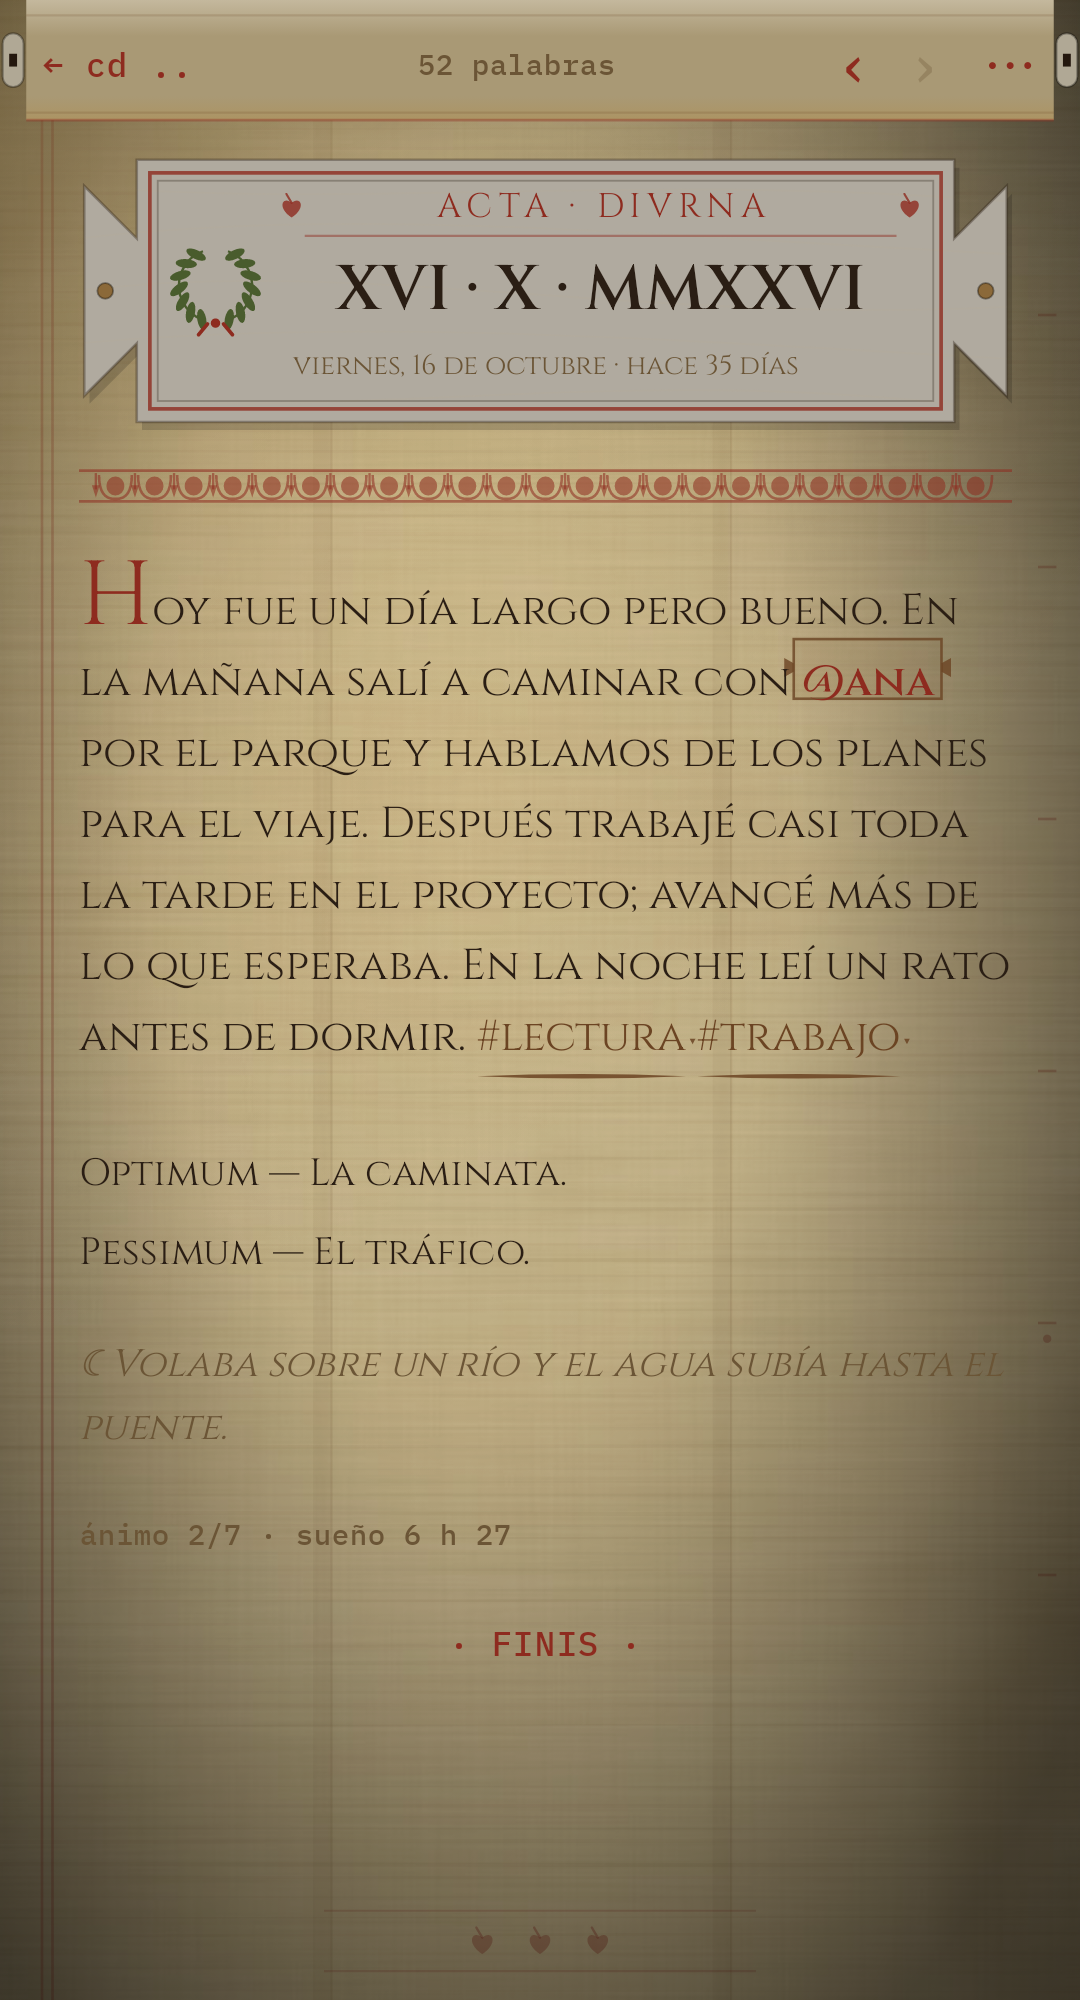 ← cd ..
52 palabras
‹ › ···
ACTA · DIVRNA
XVI · X · MMXXVI
VIERNES, 16 DE OCTUBRE · HACE 35 DÍAS
Hoy fue un día largo pero bueno. En
la mañana salí a caminar con @Ana
por el parque y hablamos de los planes
para el viaje. Después trabajé casi toda
la tarde en el proyecto; avancé más de
lo que esperaba. En la noche leí un rato
antes de dormir. #lectura #trabajo
Optimum — La caminata.
Pessimum — El tráfico.
☾ Volaba sobre un río y el agua subía hasta el
puente.
ánimo 2/7 · sueño 6 h 27
· FINIS ·